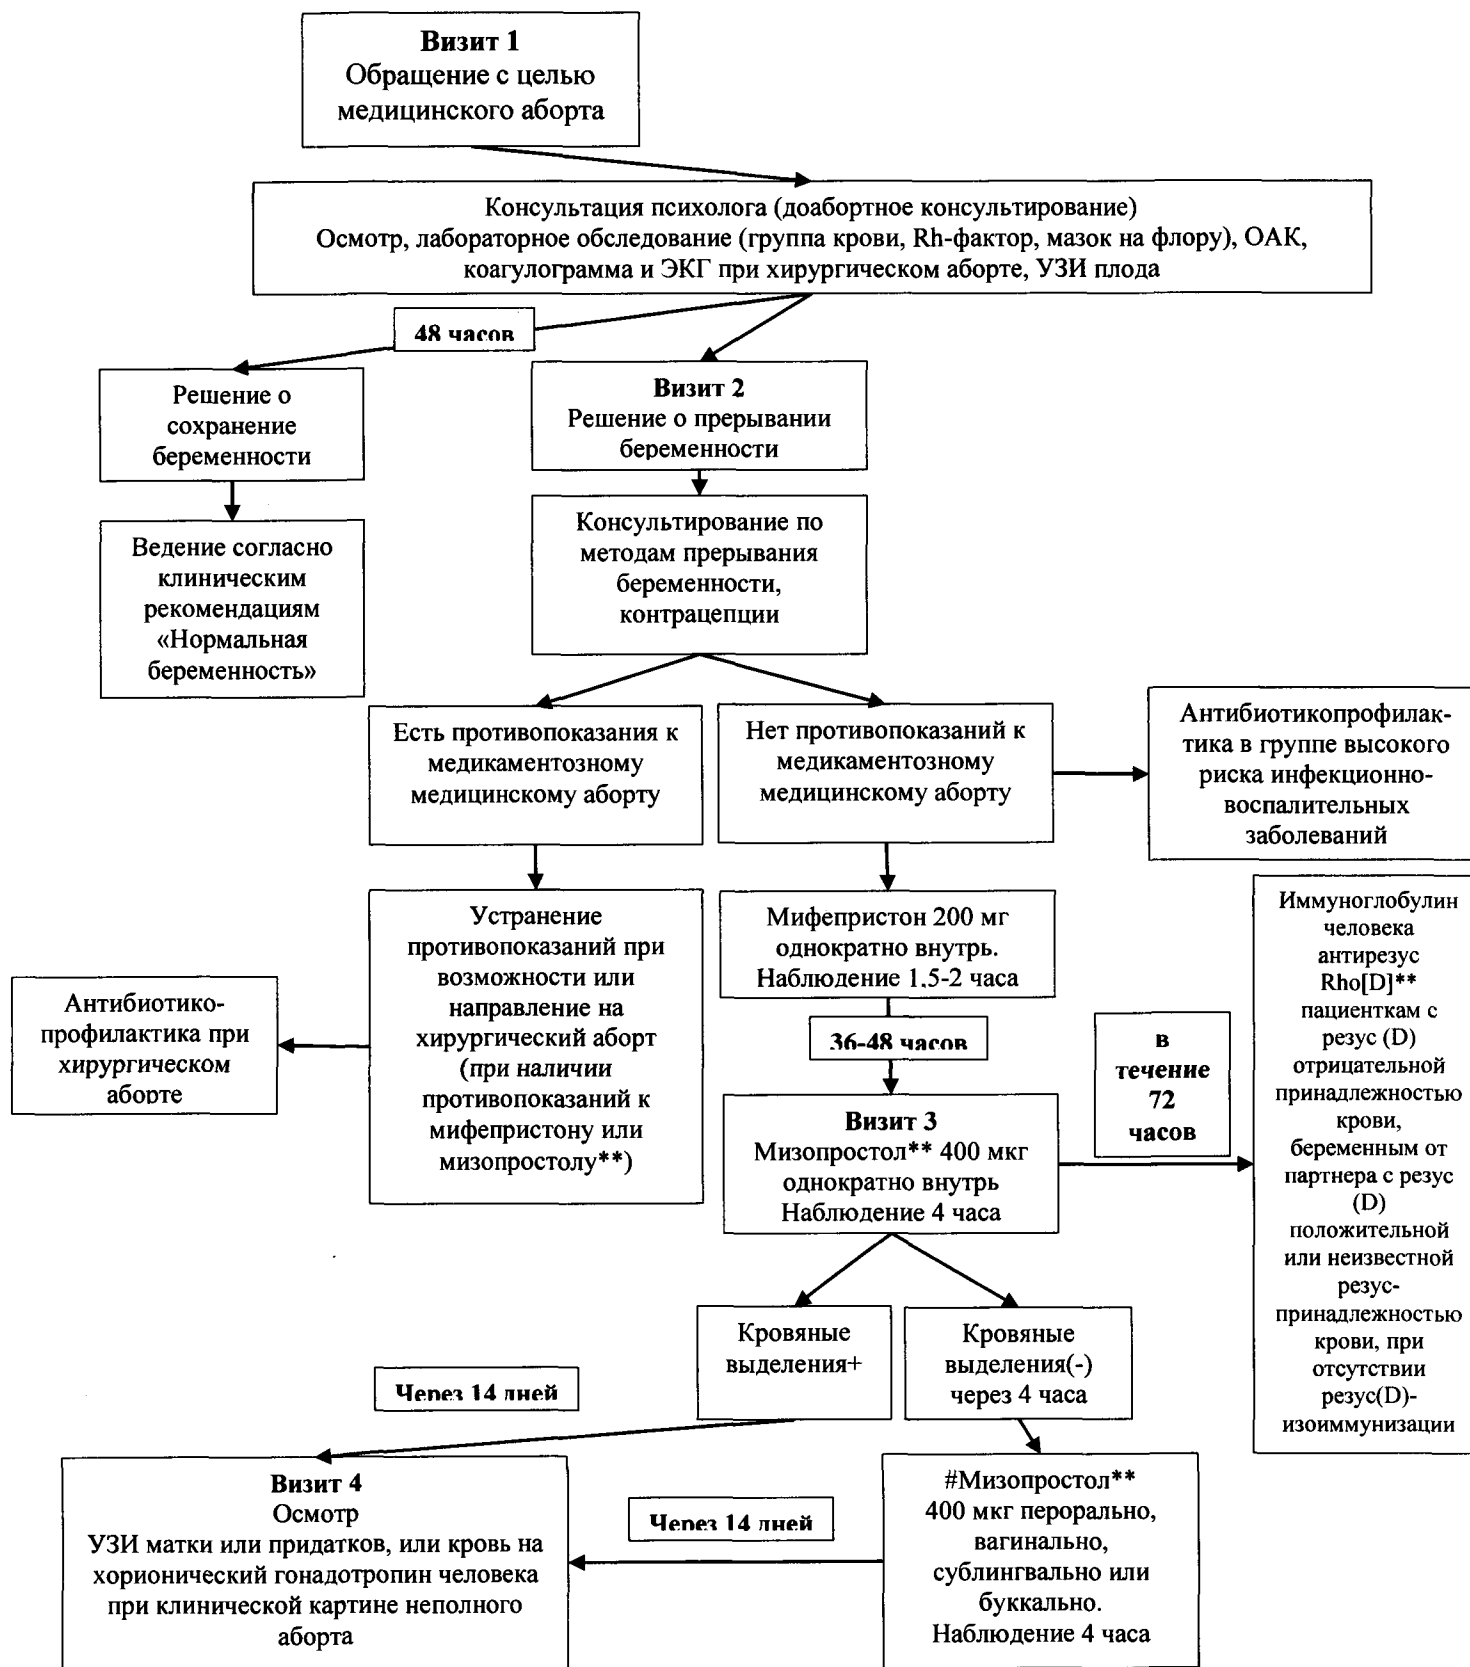 Визит 1
Обращение с целью
медицинского аборта
Консультация психолога (доабортное консультирование)
Осмотр, лабораторное обследование (группа крови, Rh-фактор, мазок на флору), ОАК,
коагулограмма и ЭКГ при хирургическом аборте, УЗИ плода
48 часов
Решение о
сохранение
беременности
Визит 2
Решение о прерывании
беременности
Ведение согласно
клиническим
рекомендациям
«Нормальная
беременность»
Консультирование по
методам прерывания
беременности,
контрацепции
Есть противопоказания к
медикаментозному
медицинскому аборту
Нет противопоказаний к
медикаментозному
медицинскому аборту
Антибиотикопрофилак-
тика в группе высокого
риска инфекционно-
воспалительных
заболеваний
Устранение
противопоказаний при
возможности или
направление на
хирургический аборт
(при наличии
противопоказаний к
мифепристону или
мизопростолу**)
Антибиотико-
профилактика при
хирургическом
аборте
Мифепристон 200 мг
однократно внутрь.
Наблюдение 1,5-2 часа
36-48 часов
в
течение
72
часов
Иммуноглобулин
человека
антирезус
Rho[D]**
пациенткам с
резус (D)
отрицательной
принадлежностью
крови,
беременным от
партнера с резус
(D)
положительной
или неизвестной
резус-
принадлежностью
крови, при
отсутствии
резус(D)-
изоиммунизации
Визит 3
Мизопростол** 400 мкг
однократно внутрь
Наблюдение 4 часа
Кровяные
выделения+
Кровяные
выделения(-)
через 4 часа
Через 14 дней
Визит 4
Осмотр
УЗИ матки или придатков, или кровь на
хорионический гонадотропин человека
при клинической картине неполного
аборта
Через 14 дней
#Мизопростол**
400 мкг перорально,
вагинально,
сублингвально или
буккально.
Наблюдение 4 часа